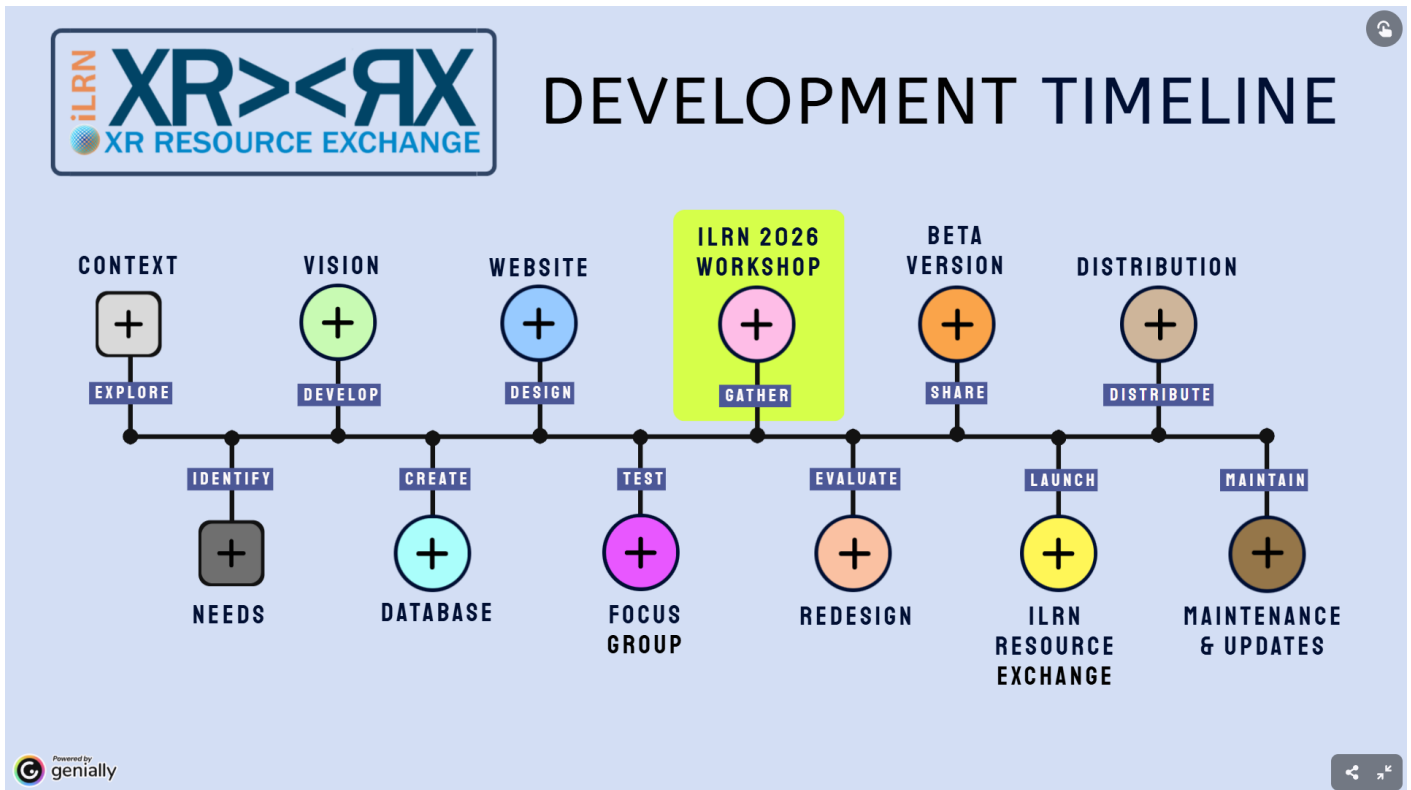 iLRN
XR><RX
XR RESOURCE EXCHANGE
DEVELOPMENT TIMELINE
CONTEXT
EXPLORE
IDENTIFY
NEEDS
VISION
DEVELOP
CREATE
DATABASE
WEBSITE
DESIGN
TEST
FOCUS
GROUP
ILRN 2026
WORKSHOP
GATHER
EVALUATE
REDESIGN
BETA
VERSION
SHARE
LAUNCH
ILRN
RESOURCE
EXCHANGE
DISTRIBUTION
DISTRIBUTE
MAINTAIN
MAINTENANCE
& UPDATES
Powered by
genially